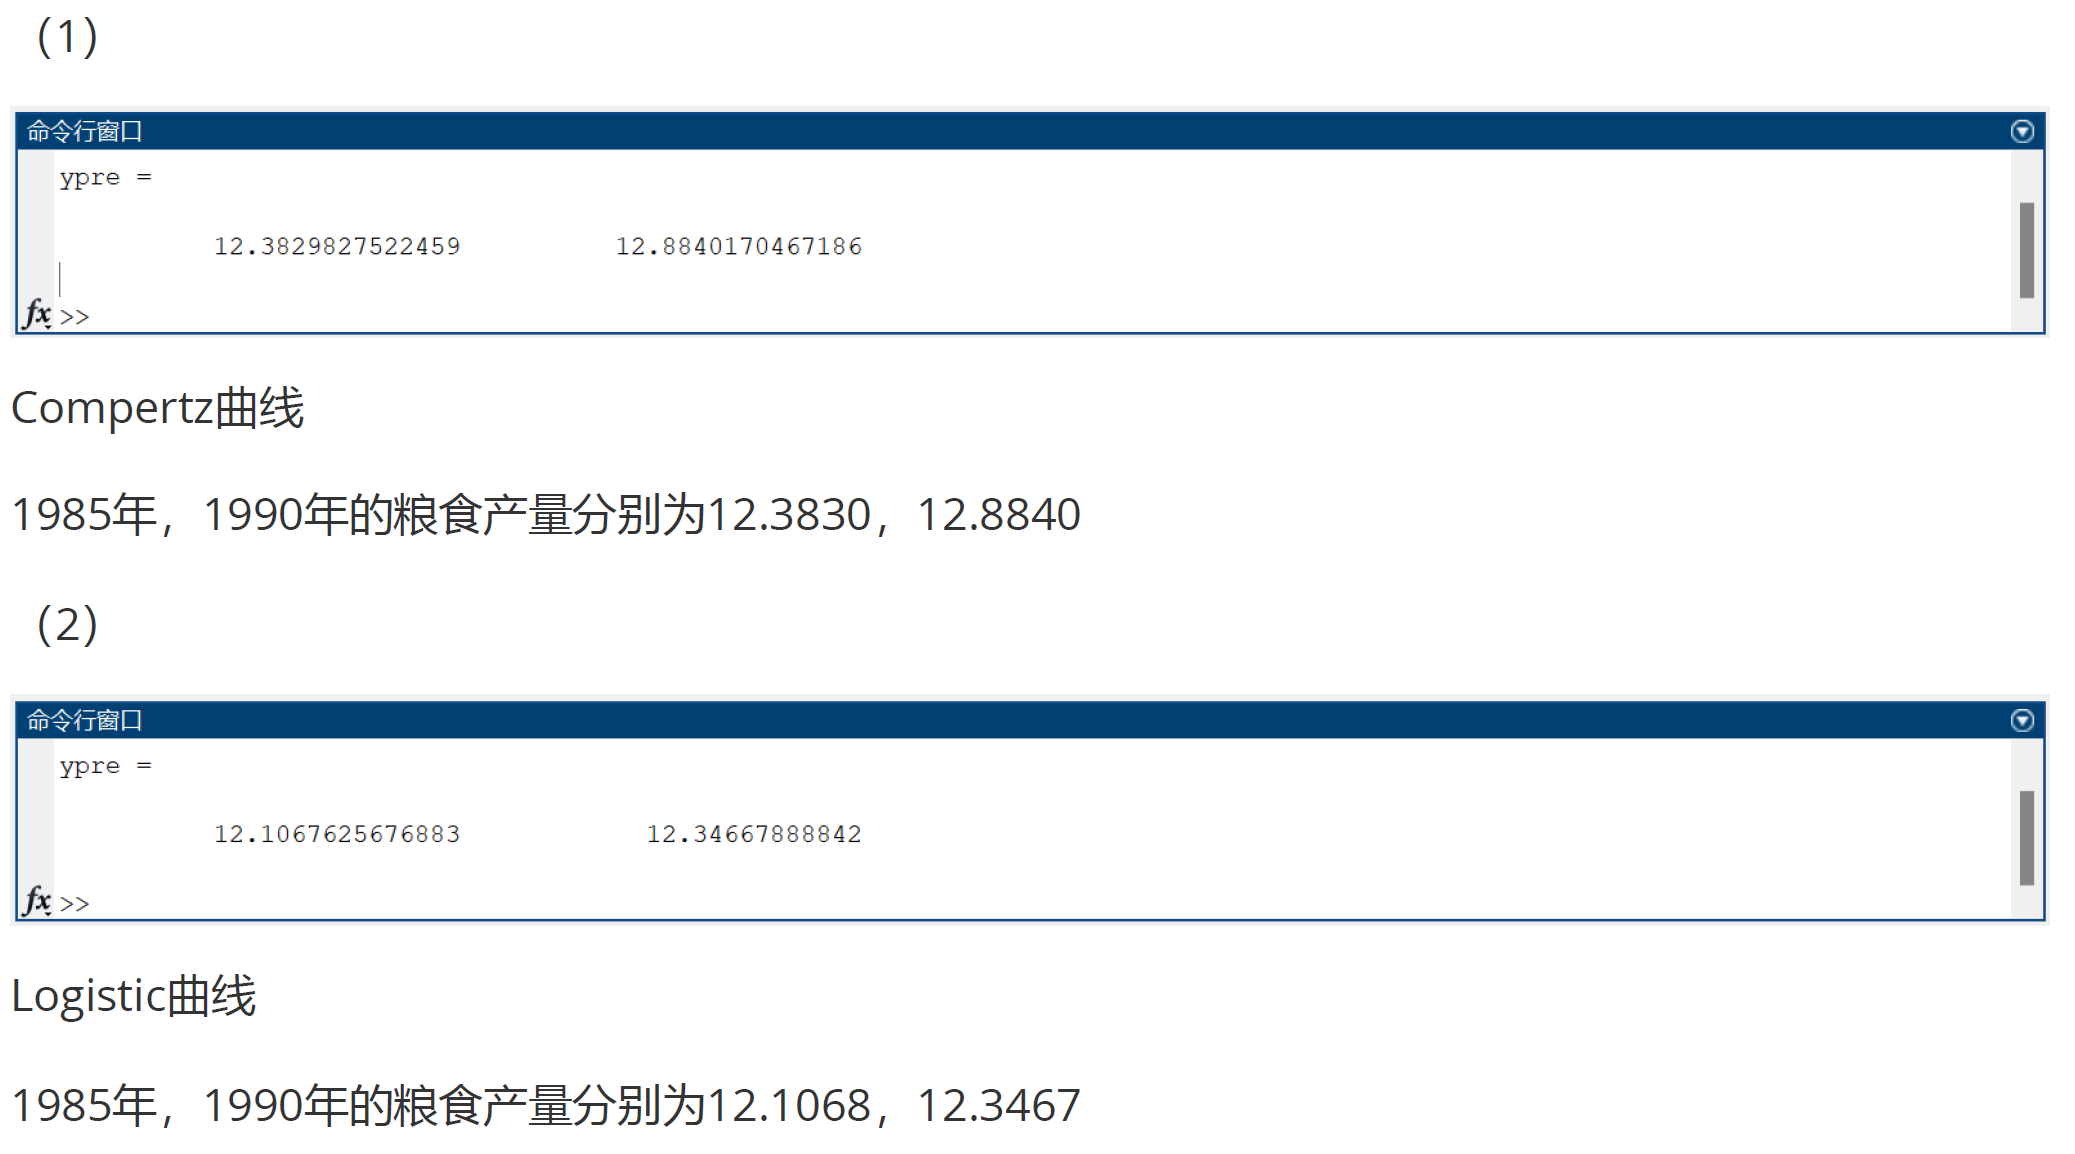 （1）
命令行窗口
ypre =
12.3829827522459 12.8840170467186
fx >>
Compertz曲线
1985年，1990年的粮食产量分别为12.3830，12.8840
（2）
命令行窗口
ypre =
12.1067625676883 12.34667888842
fx >>
Logistic曲线
1985年，1990年的粮食产量分别为12.1068，12.3467